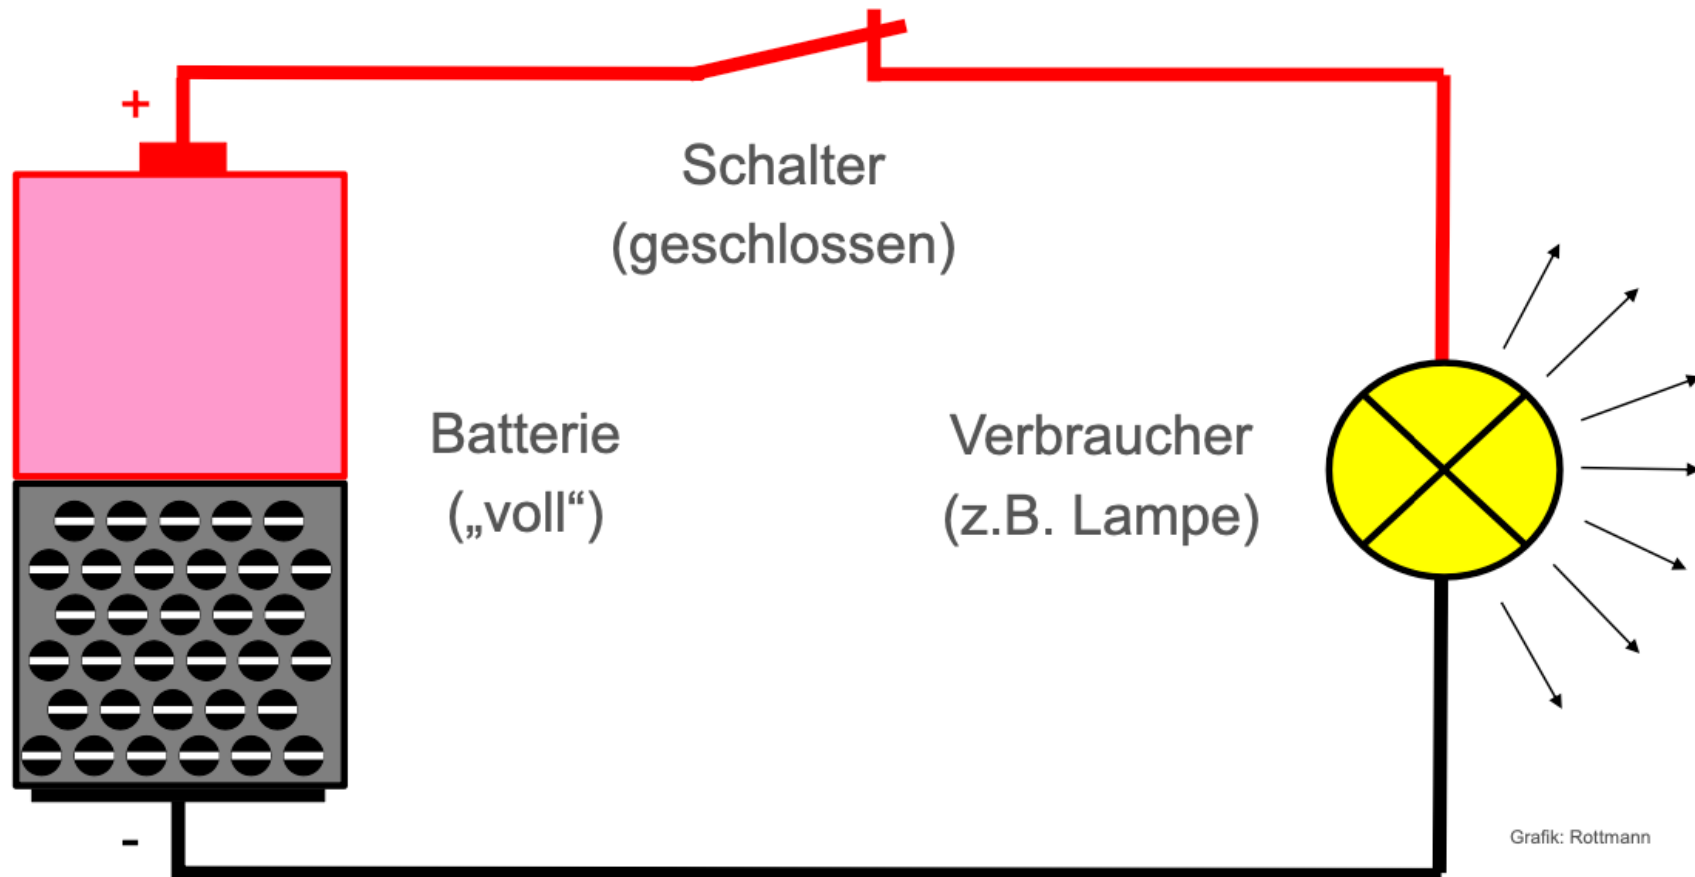 +
Schalter
(geschlossen)
Batterie
(„voll“)
Verbraucher
(z.B. Lampe)
-
Grafik: Rottmann